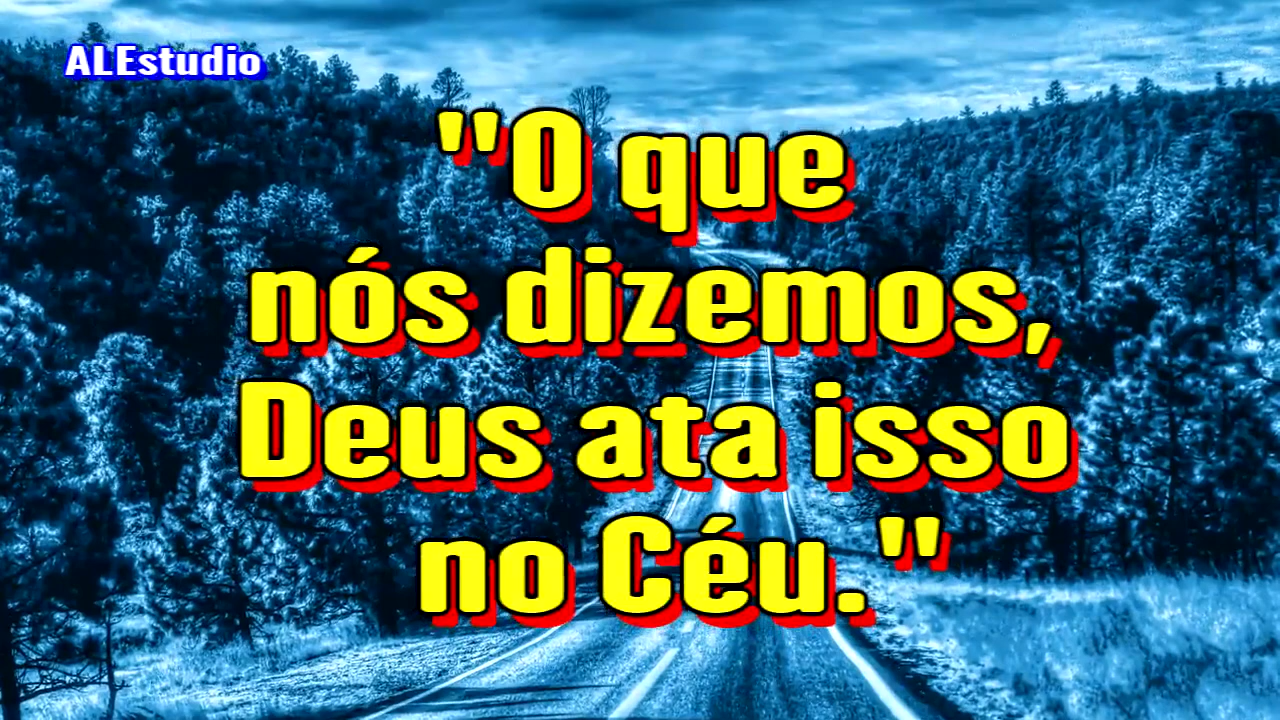 ALEstudio
"O que
nós dizemos,
Deus ata isso
no Céu. "